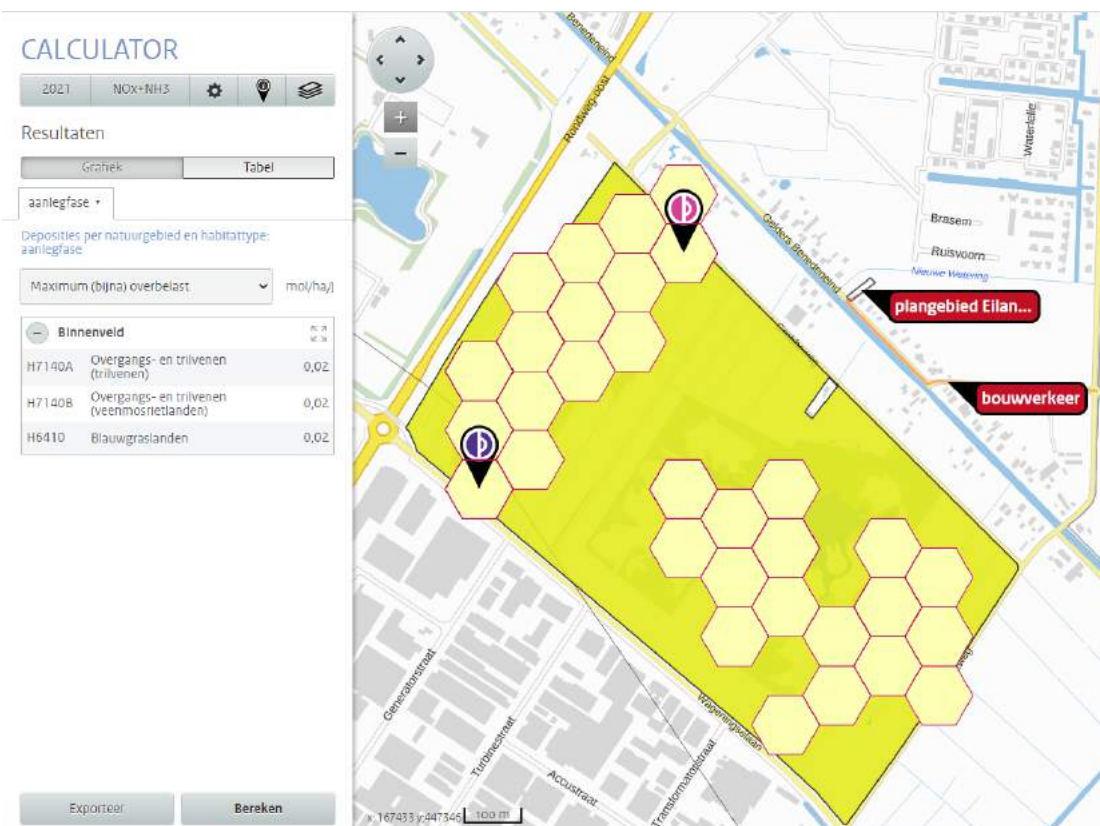 CALCULATOR
2021 NOx+NH3
Resultaten
Grafiek Tabel
aanlegfase
Deposities per natuurgebied en habitattype:
aanlegfase
Maximum (bijna) overbelast mol/ha/j
Binnenveld
H7140A Overgangs- en trilvenen
(trilvenen) 0,02
H7140B Overgangs- en trilvenen
(veenmosrietlanden) 0,02
H6410 Blauwgraslanden 0,02
Exporteer Bereken
Benedeneind
Rondweg-oost
Waterlelie
Brasem
Ruisvoorn
Nieuwe Wetering
Gelders Benedeneind
plangebied Eilan...
bouwverkeer
weg
Generatorstraat
Turbinestraat
Accustraat
Transformatorstraat
Wageningselaan
x: 167433 y:447346 100 m